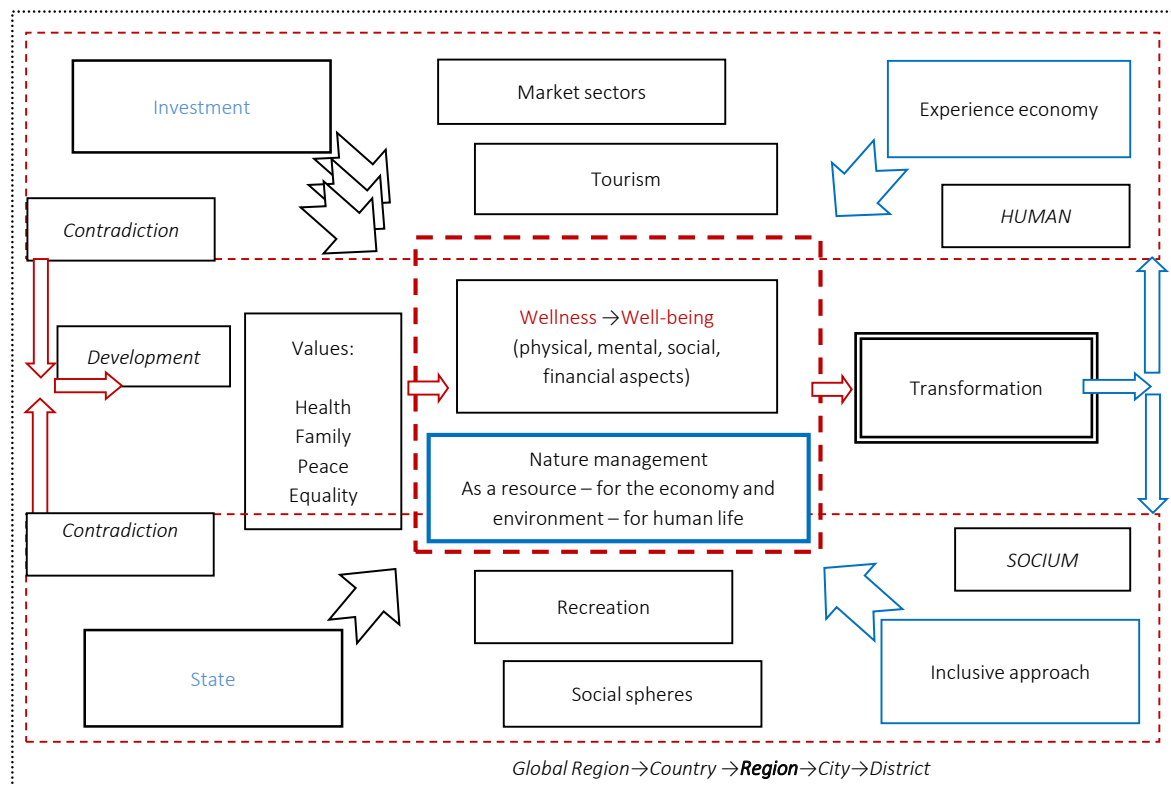 Investment
Market sectors
Experience economy
Tourism
Contradiction
HUMAN
Wellness →Well-being
(physical, mental, social,
financial aspects)
Development
Values:
Health
Family
Peace
Equality
Transformation
Nature management
As a resource – for the economy and
environment – for human life
Contradiction
SOCIUM
Recreation
State
Inclusive approach
Social spheres
Global Region→Country →Region→City→District